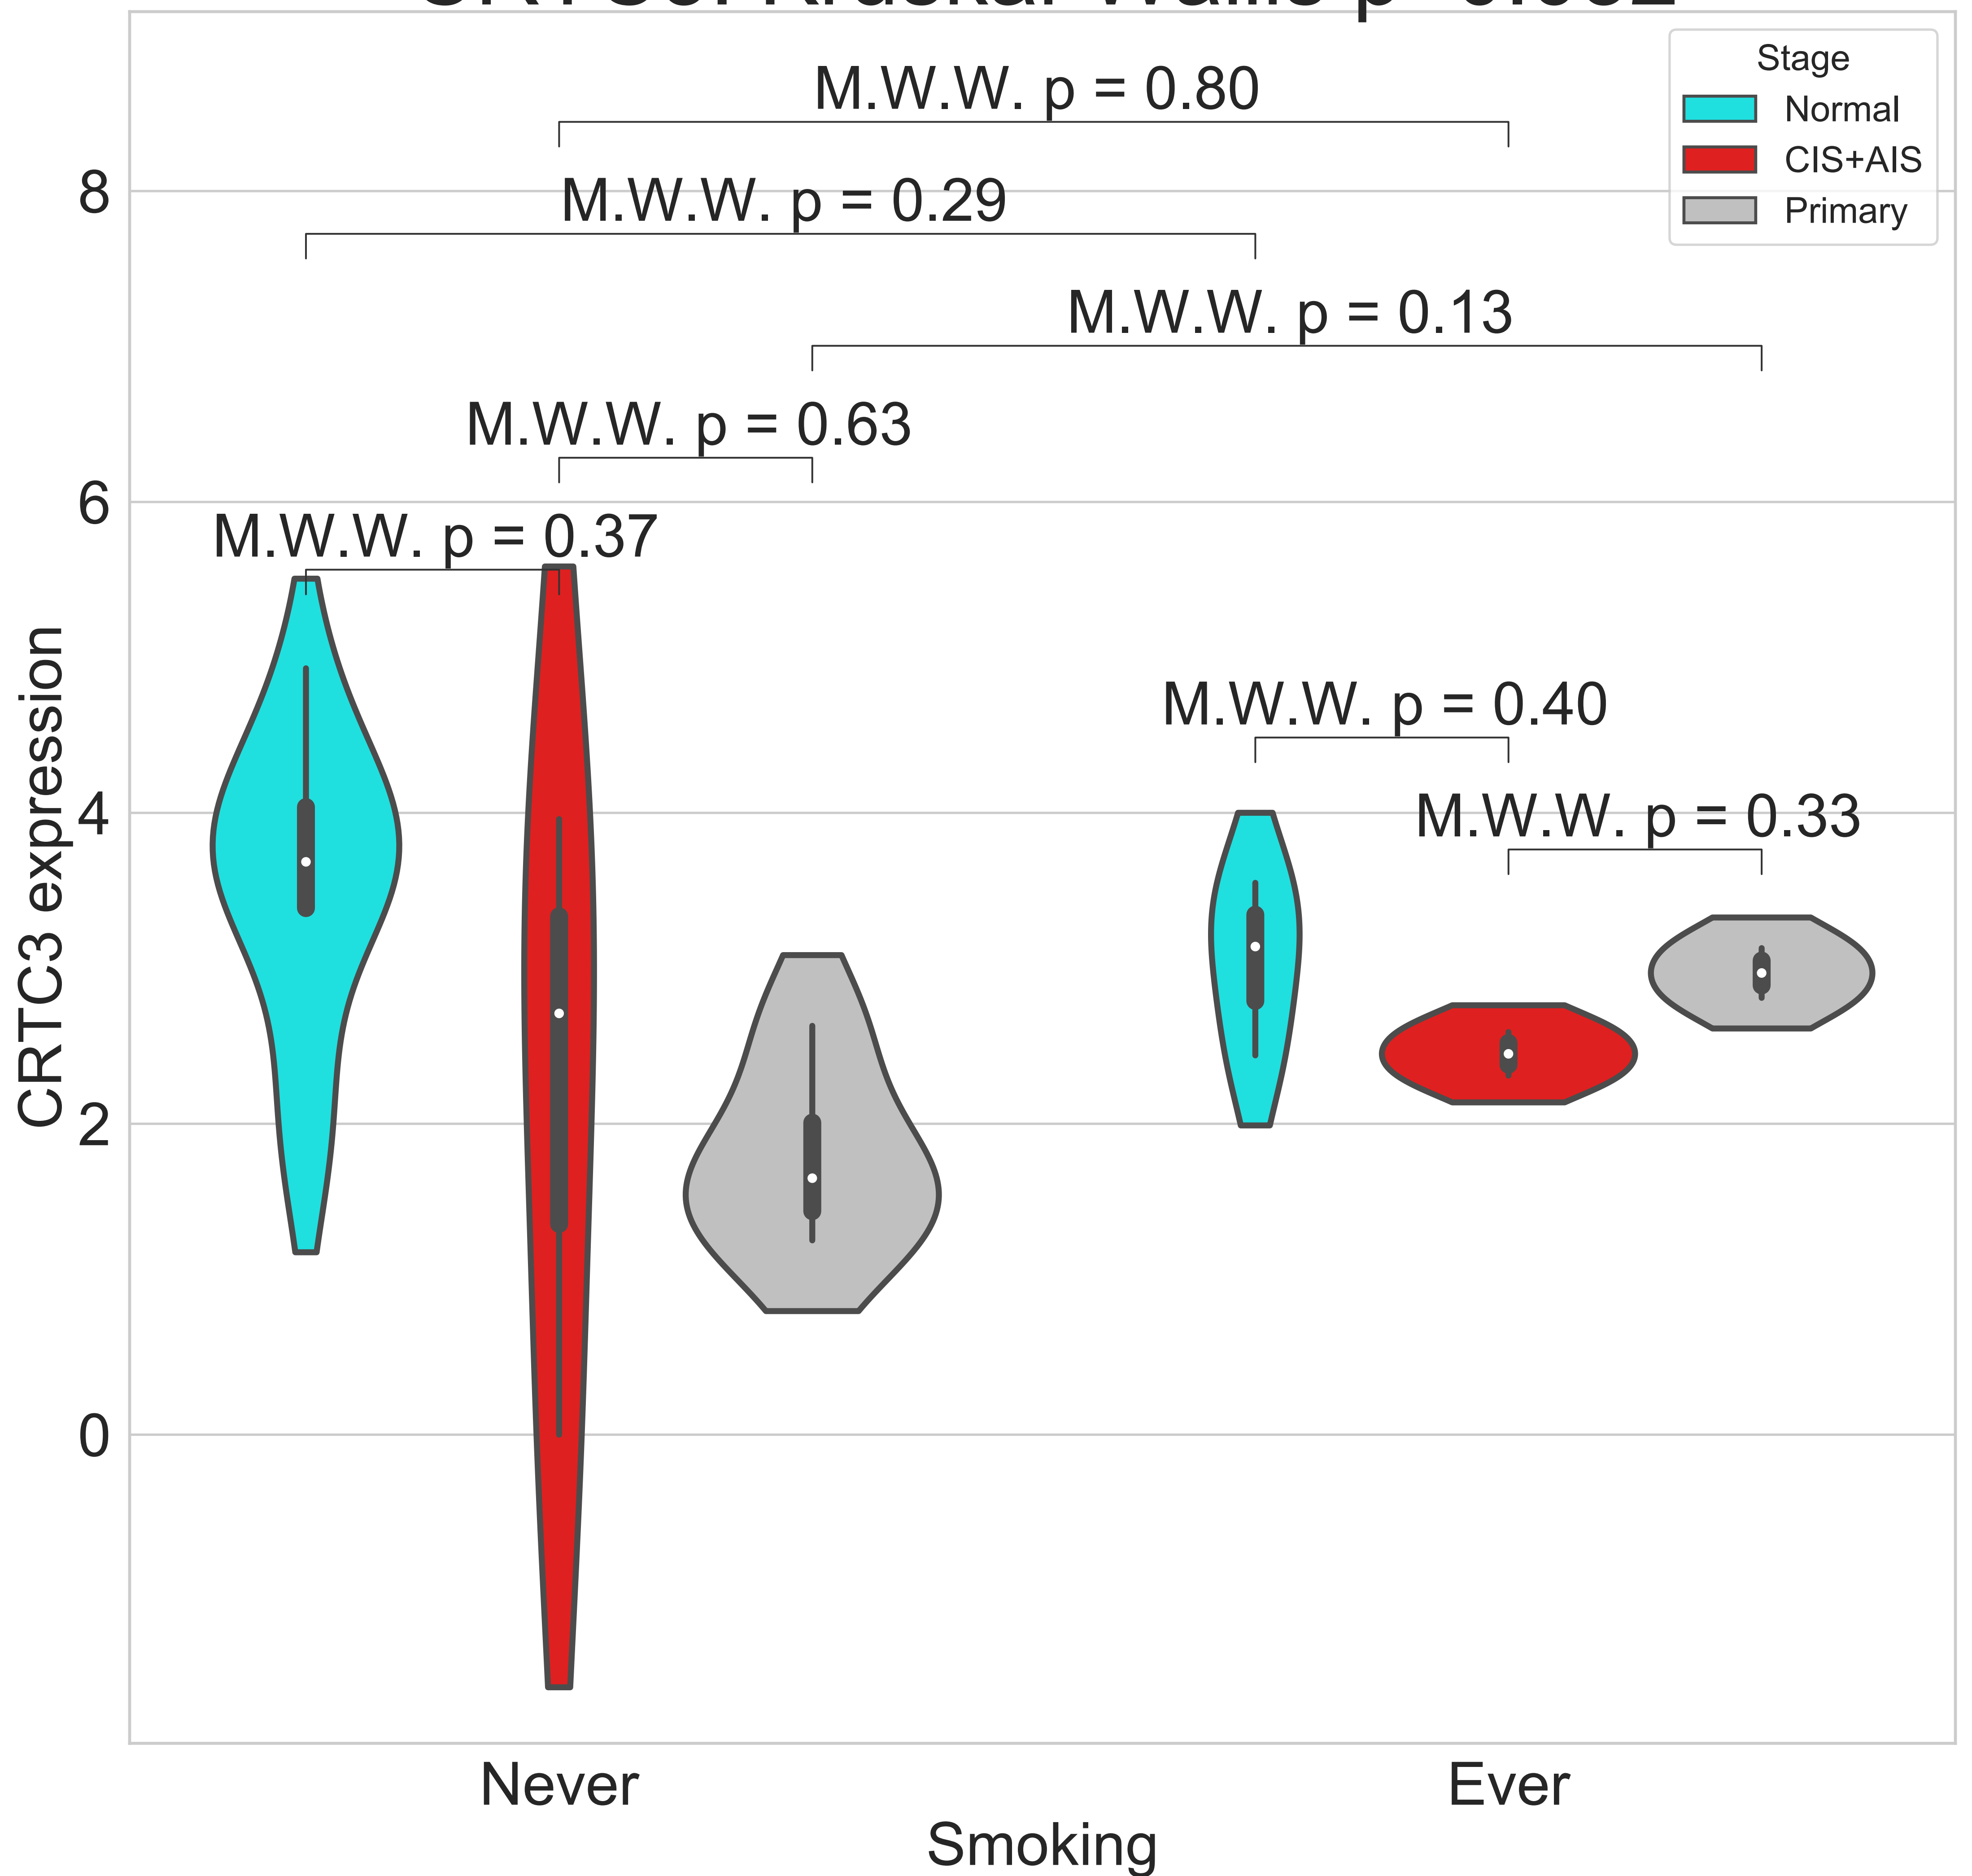 Stage
Normal
CIS+AIS
Primary
M.W.W. p = 0.80
M.W.W. p = 0.29
M.W.W. p = 0.13
M.W.W. p = 0.63
M.W.W. p = 0.37
M.W.W. p = 0.40
M.W.W. p = 0.33
CRTC3 expression
8
6
4
2
0
Never
Ever
Smoking